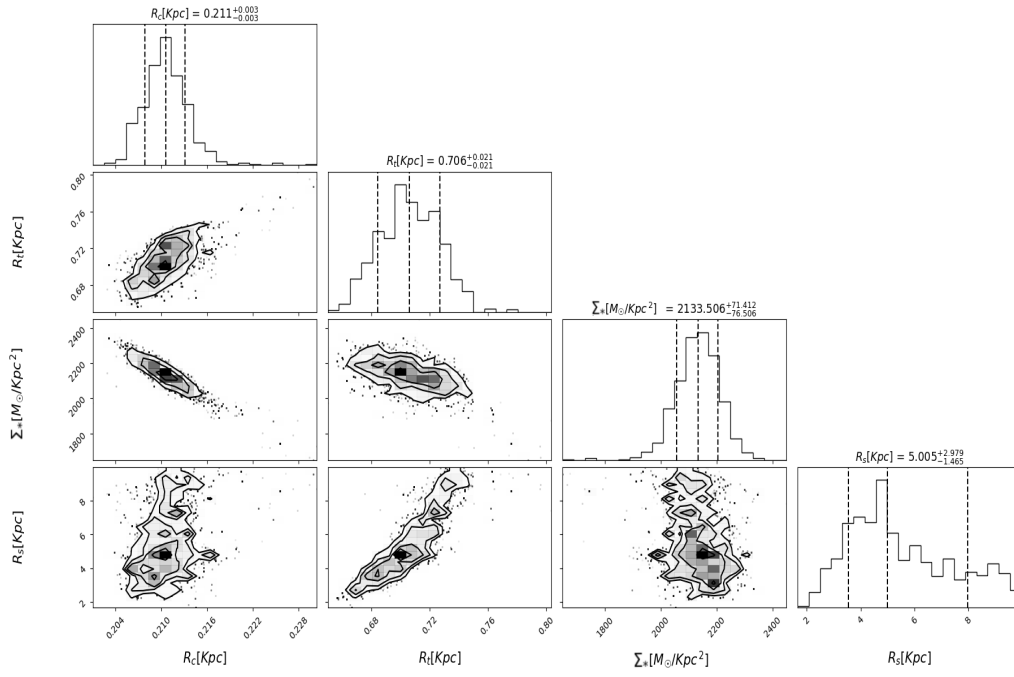 R_c[Kpc] = 0.211^{+0.003}_{-0.003}
0.80
0.76
0.72
0.68
R_t[Kpc]
R_t[Kpc] = 0.706^{+0.021}_{-0.021}
2400
2200
2000
1800
Σ_*[M_⊙/Kpc^2]
Σ_*[M_⊙/Kpc^2] = 2133.506^{+71.412}_{-76.506}
8
6
4
2
R_s[Kpc]
R_s[Kpc] = 5.005^{+2.979}_{-1.465}
0.204 0.210 0.216 0.222 0.228
0.68 0.72 0.76 0.80
1800 2000 2200 2400
2 4 6 8
R_c[Kpc] R_t[Kpc] Σ_*[M_⊙/Kpc^2] R_s[Kpc]